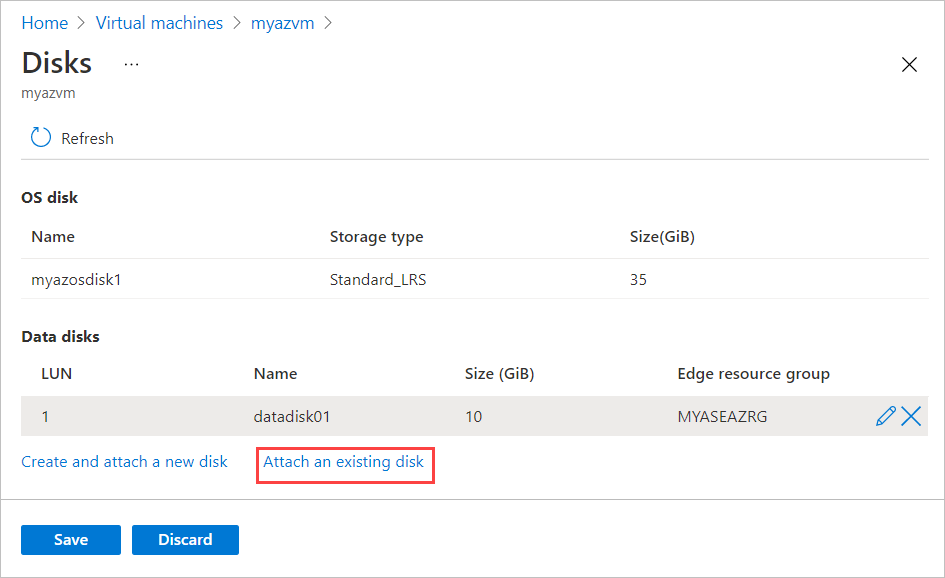 Home > Virtual machines > myazvm >
Disks ...
myazvm
Refresh
OS disk
Name Storage type Size(GiB)
myazosdisk1 Standard_LRS 35
Data disks
LUN Name Size (GiB) Edge resource group
1 datadisk01 10 MYASEAZRG
Create and attach a new disk Attach an existing disk
Save Discard